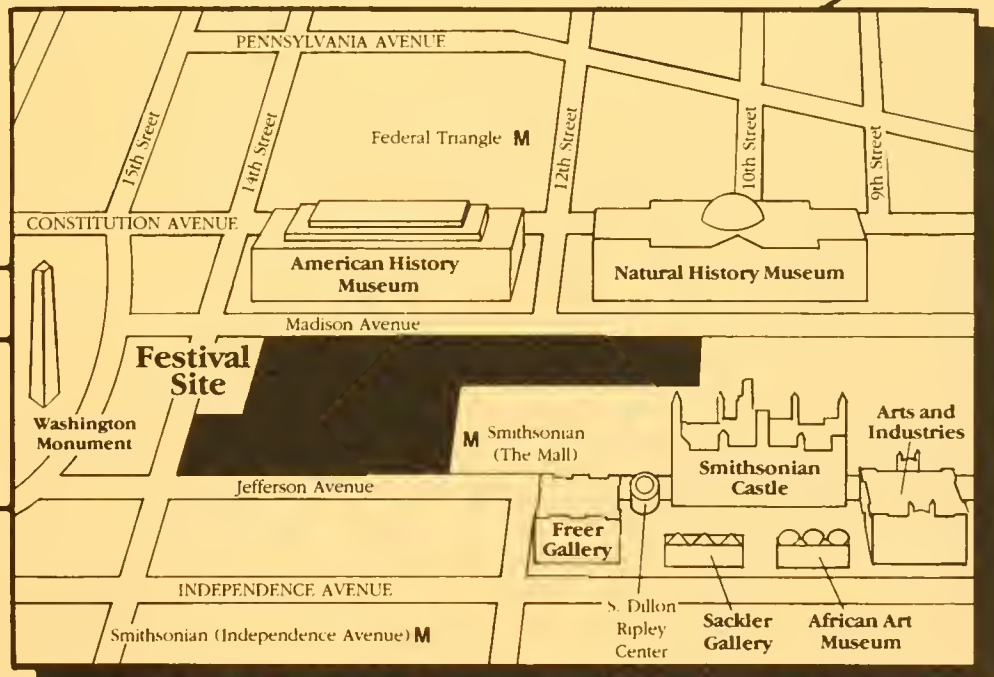 PENNSYLVANIA AVENUE
15th Sreet
14th Street
Federal Triangle M
12th Street
10th Street
9th Street
CONSTITUTION AVENUE
American History
Museum
Natural History Museum
Madison Avenue
Festival
Site
Washington
Monument
M Smithsonian
(The Mall)
Arts and
Industries
Smithsonian
Castle
Jefferson Avenue
Freer
Gallery
INDEPENDENCE AVENUE
S. Dillon
Ripley
Center
Sackler
Gallery
African Art
Museum
Smithsonian (Independence Avenue) M